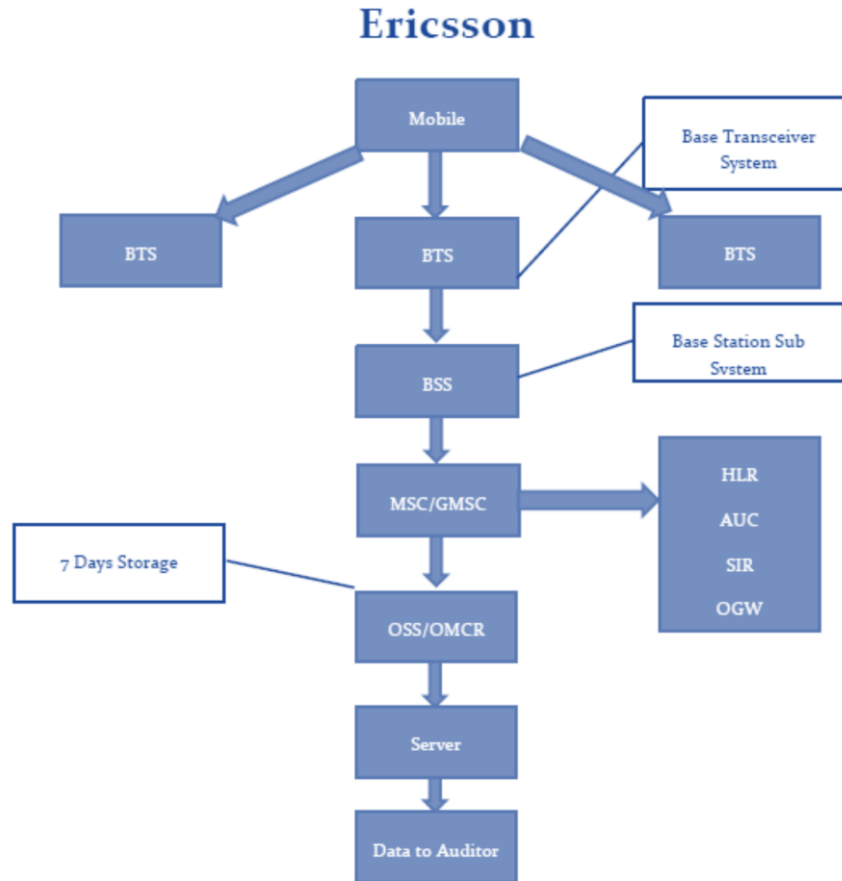 Ericsson
Mobile
Base Transceiver
System
BTS
BTS
BTS
Base Station Sub
System
BSS
HLR
MSC/GMSC
AUC
7 Days Storage
SIR
OGW
OSS/OMCR
Server
Data to Auditor